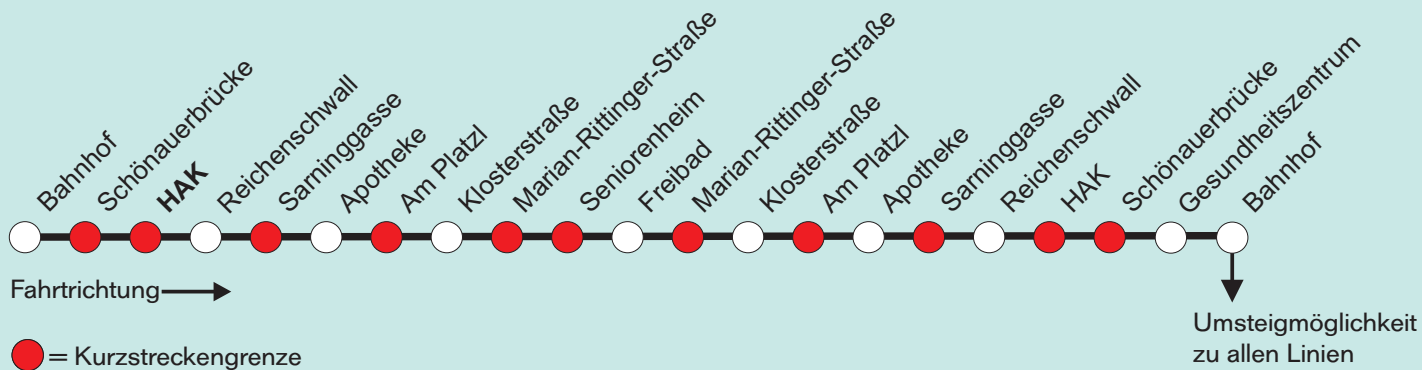 Bahnhof
Schönauerbrücke
HAK
Reichenschwall
Sarninggasse
Apotheke
Am Platzl
Klosterstraße
Marian-Rittinger-Straße
Seniorenheim
Freibad
Marian-Rittinger-Straße
Klosterstraße
Am Platzl
Apotheke
Sarninggasse
Reichenschwall
HAK
Schönauerbrücke
Gesundheitszentrum
Bahnhof
Fahrtrichtung
= Kurzstreckengrenze
Umsteigmöglichkeit
zu allen Linien